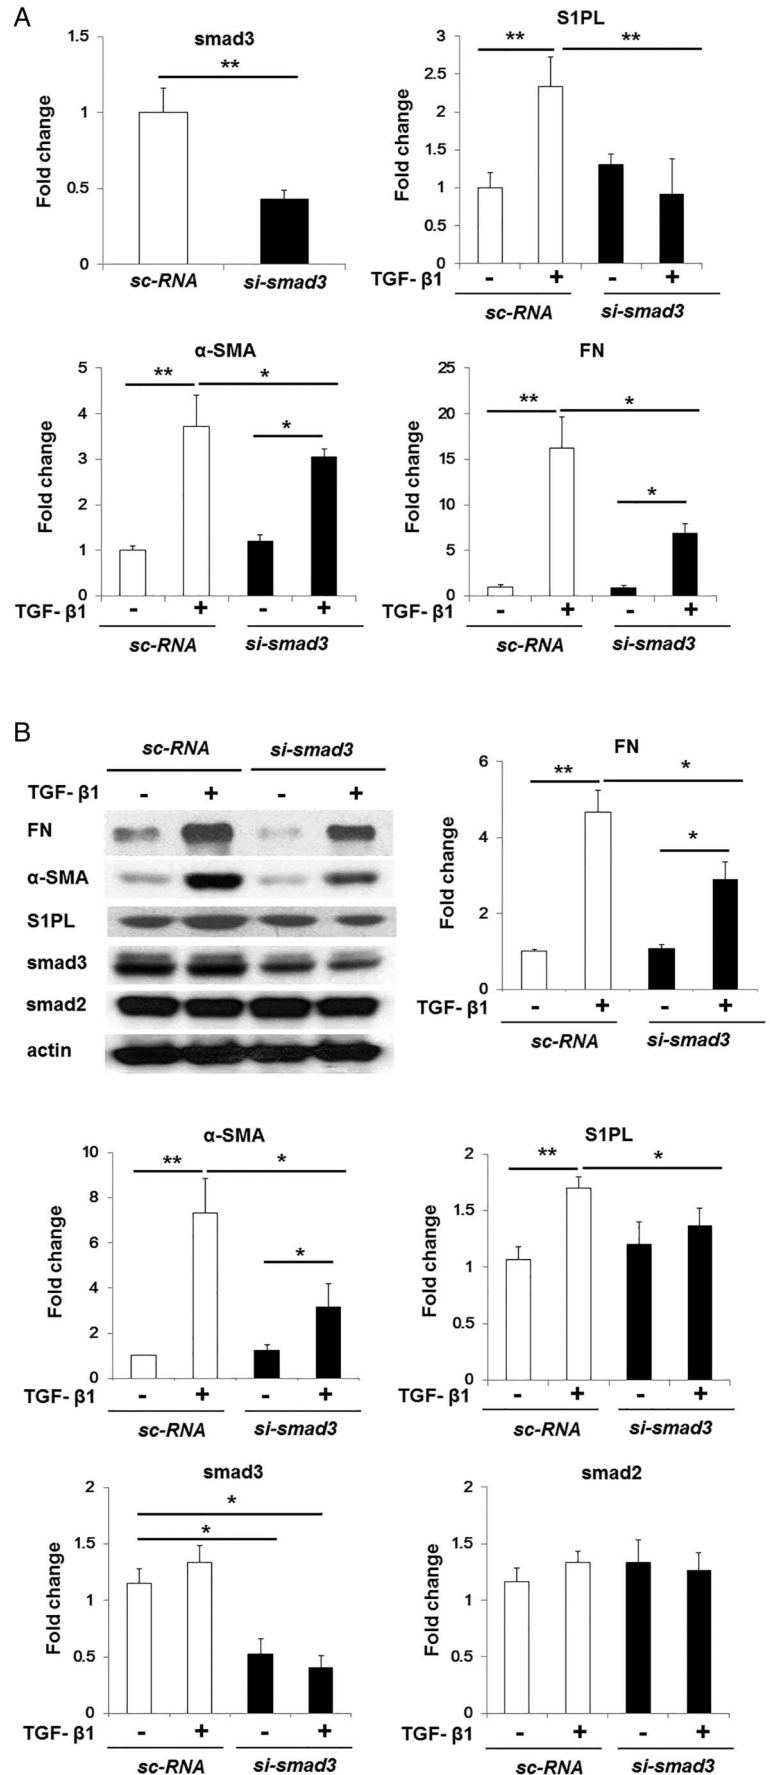 A
smad3
**
1.5
1
0.5
0
Fold change
sc-RNA si-smad3
S1PL
** **
3
2.5
2
1.5
1
0.5
0
Fold change
TGF- β1 - + - +
sc-RNA si-smad3
α-SMA
** *
*
5
4
3
2
1
0
Fold change
TGF- β1 - + - +
sc-RNA si-smad3
FN
** *
*
25
20
15
10
5
0
Fold change
TGF- β1 - + - +
sc-RNA si-smad3
B
sc-RNA si-smad3
TGF- β1 - + - +
FN
α-SMA
S1PL
smad3
smad2
actin
FN
** *
*
6
4
2
0
Fold change
TGF- β1 - + - +
sc-RNA si-smad3
α-SMA
** *
*
10
8
6
4
2
0
Fold change
TGF- β1 - + - +
sc-RNA si-smad3
S1PL
** *
2
1.5
1
0.5
0
Fold change
TGF- β1 - + - +
sc-RNA si-smad3
smad3
*
*
2
1.5
1
0.5
0
Fold change
TGF- β1 - + - +
sc-RNA si-smad3
smad2
2
1.5
1
0.5
0
Fold change
TGF- β1 - + - +
sc-RNA si-smad3